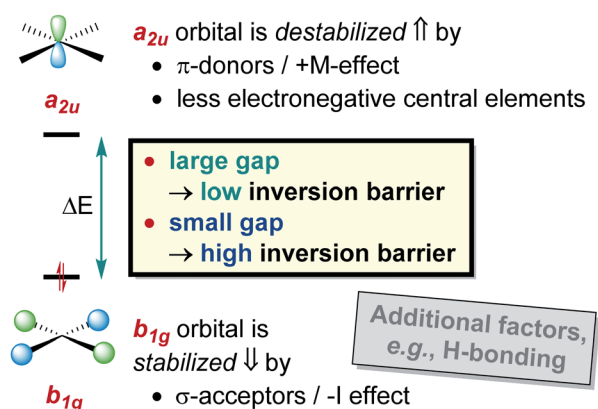 a2u orbital is destabilized ⇑ by
• π-donors / +M-effect
• less electronegative central elements
a2u
• large gap
→ low inversion barrier
• small gap
→ high inversion barrier
ΔE
Additional factors,
e.g., H-bonding
b1g orbital is
stabilized ⇓ by
• σ-acceptors / -I effect
b1g